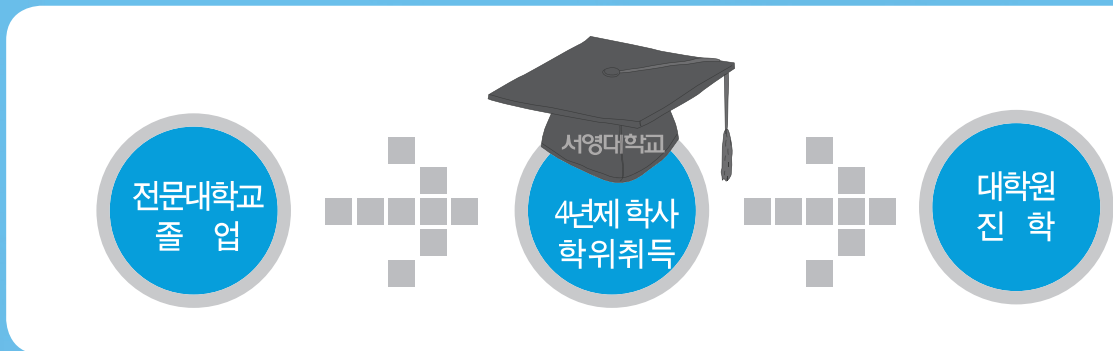 전문대학교
졸 업
서영대학교
4년제 학사
학위취득
대학원
진 학